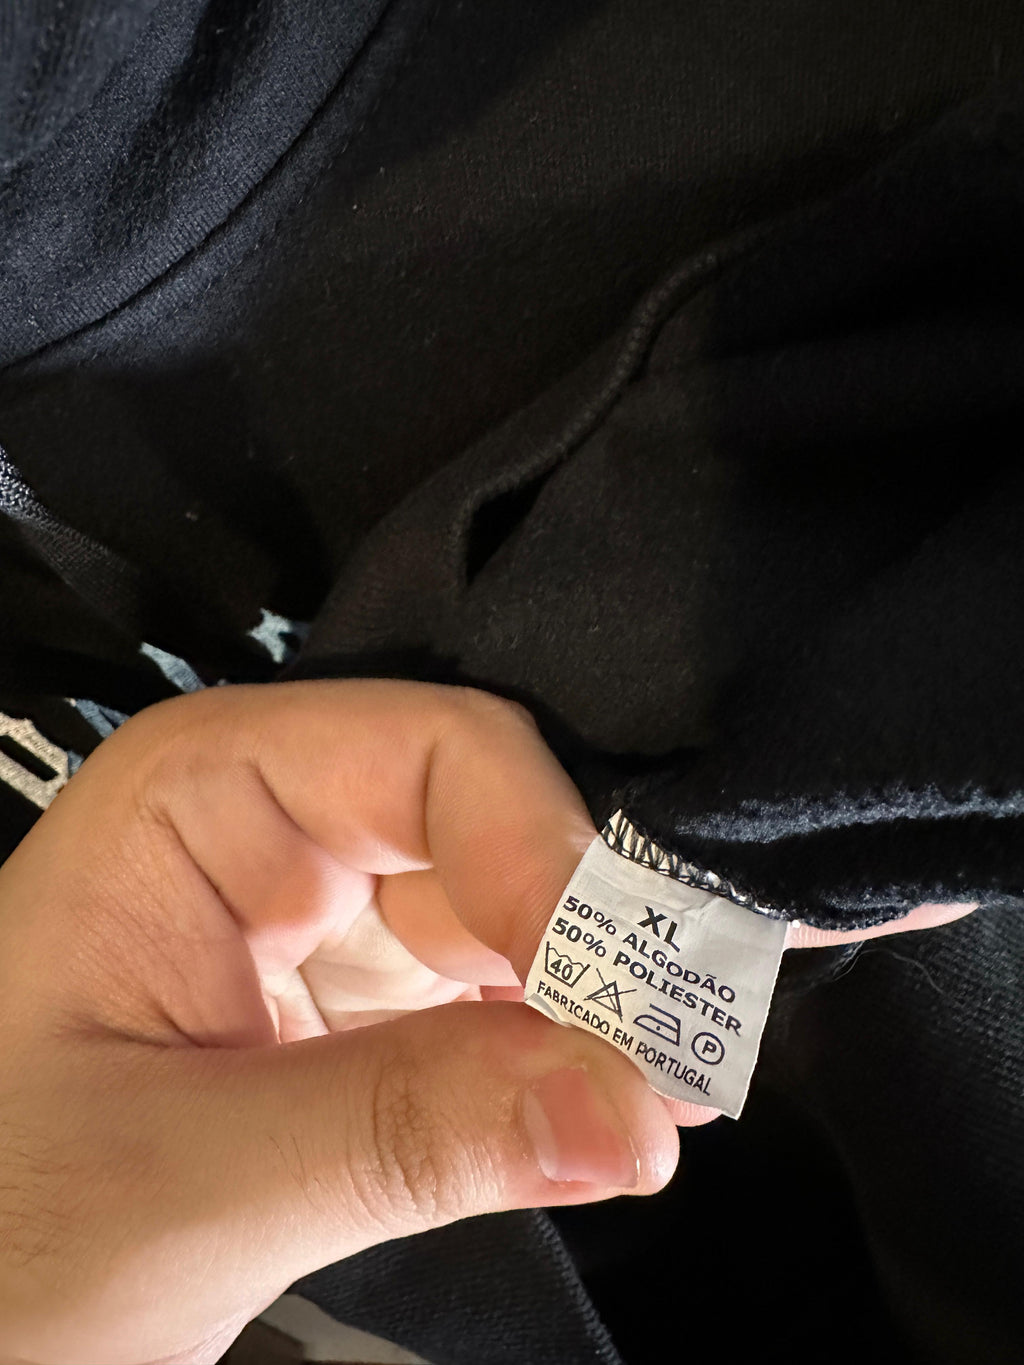 XL
50% ALGODÃO
50% POLIESTER
40 P
FABRICADO EM PORTUGAL